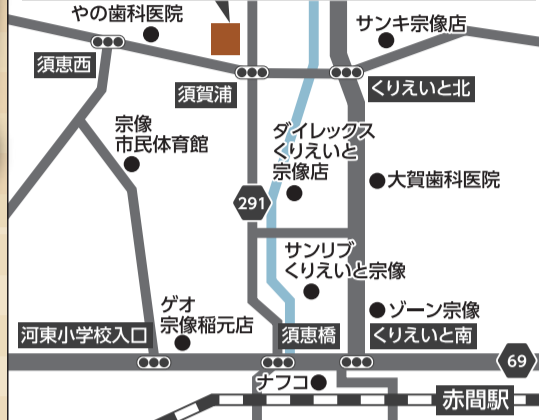 やの歯科医院
サンキ宗像店
須恵西
須賀浦
くりえいと北
宗像
市民体育館
ダイレックス
くりえいと
宗像店
大賀歯科医院
291
サンリブ
くりえいと宗像
ゲオ
宗像稲元店
ゾーン宗像
河東小学校入口
須恵橋
くりえいと南
69
ナフコ
赤間駅